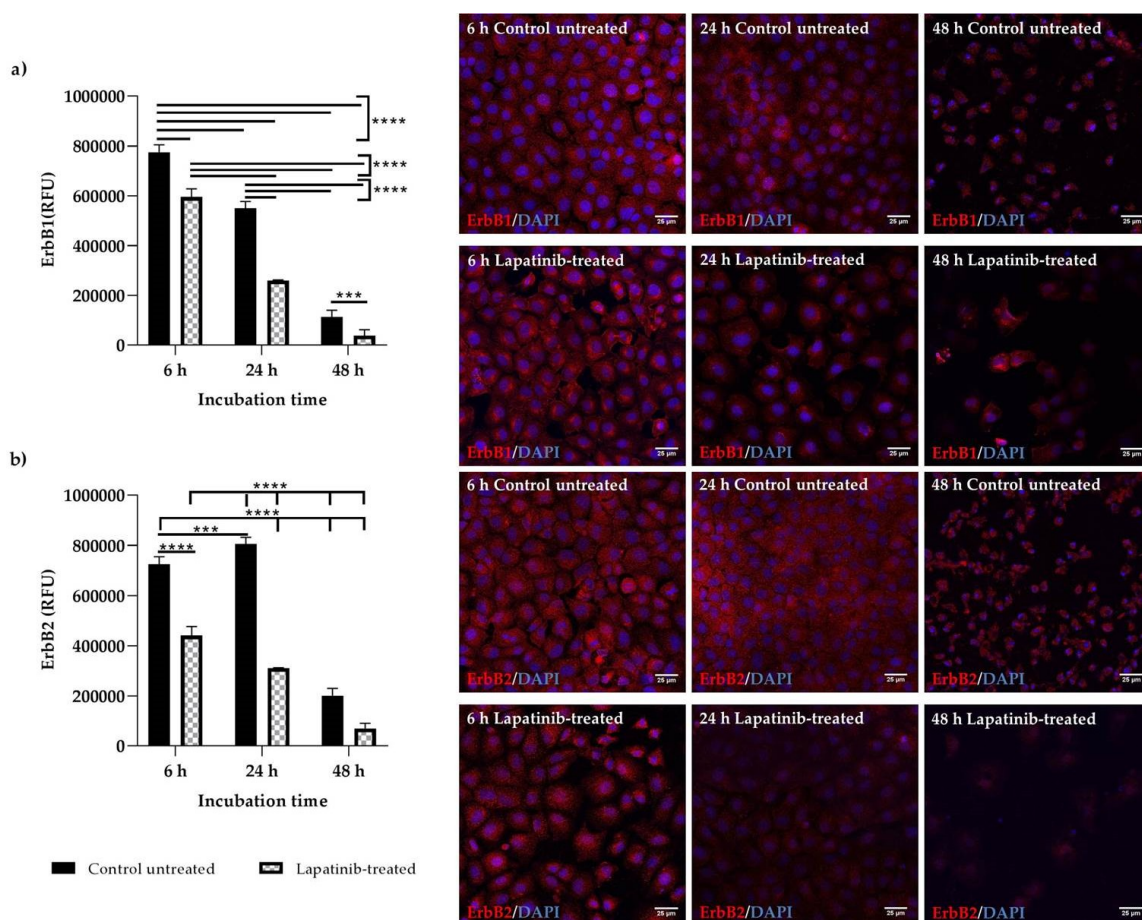 a)
1000000
800000
600000
400000
200000
0
ErbB1(RFU)
****
****
****
***
6 h 24 h 48 h
Incubation time
b)
1000000
800000
600000
400000
200000
0
ErbB2 (RFU)
****
****
***
****
6 h 24 h 48 h
Incubation time
Control untreated Lapatinib-treated
6 h Control untreated 24 h Control untreated 48 h Control untreated
ErbB1/DAPI 25 µm ErbB1/DAPI 25 µm ErbB1/DAPI 25 µm
6 h Lapatinib-treated 24 h Lapatinib-treated 48 h Lapatinib-treated
ErbB1/DAPI 25 µm ErbB1/DAPI 25 µm ErbB1/DAPI 25 µm
6 h Control untreated 24 h Control untreated 48 h Control untreated
ErbB2/DAPI 25 µm ErbB2/DAPI 25 µm ErbB2/DAPI 25 µm
6 h Lapatinib-treated 24 h Lapatinib-treated 48 h Lapatinib-treated
ErbB2/DAPI 25 µm ErbB2/DAPI 25 µm ErbB2/DAPI 25 µm